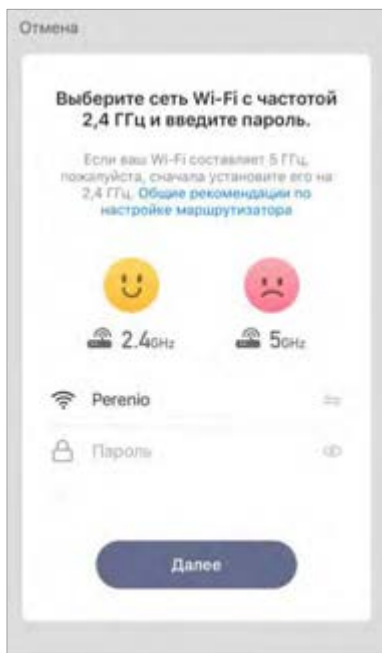 Отмена
Выберите сеть Wi-Fi с частотой
2,4 ГГц и введите пароль.
Если ваш Wi-Fi составляет 5 ГГц,
пожалуйста, сначала установите его на
2,4 ГГц. Общие рекомендации по
настройке маршрутизатора
2.4GHz 5GHz
Perenio
Пароль
Далее